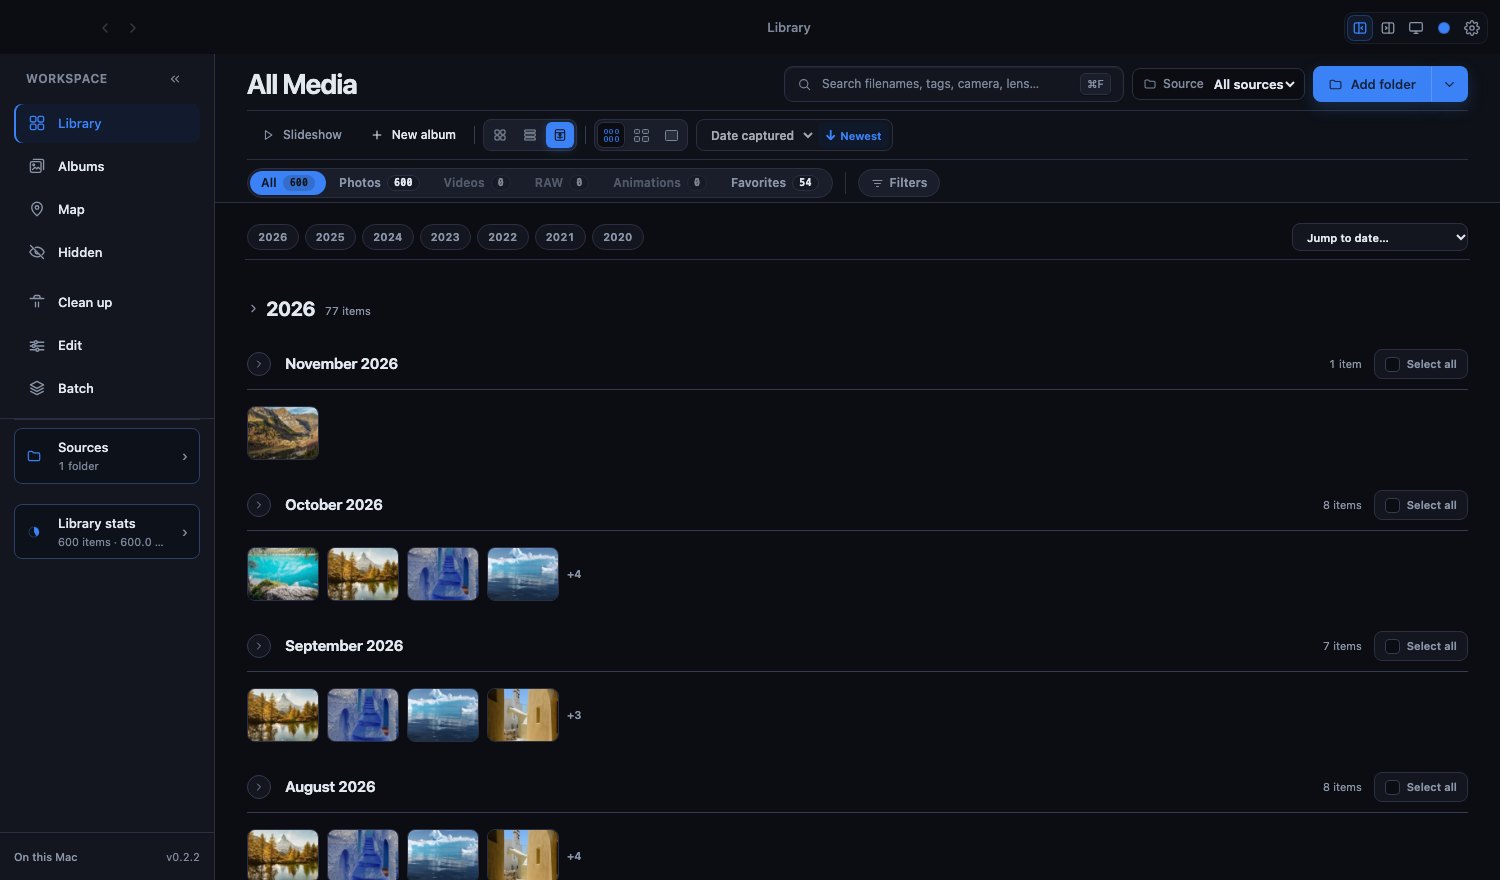 Library
WORKSPACE
Library
Albums
Map
Hidden
Clean up
Edit
Batch
Sources
1 folder
Library stats
600 items · 600.0 ...
On this Mac
v0.2.2
All Media
Search filenames, tags, camera, lens...
⌘F
Source All sources
Add folder
Slideshow
New album
Date captured
Newest
All 600
Photos 600
Videos 0
RAW 0
Animations 0
Favorites 54
Filters
2026
2025
2024
2023
2022
2021
2020
Jump to date...
2026 77 items
November 2026
1 item
Select all
October 2026
8 items
Select all
+4
September 2026
7 items
Select all
+3
August 2026
8 items
Select all
+4